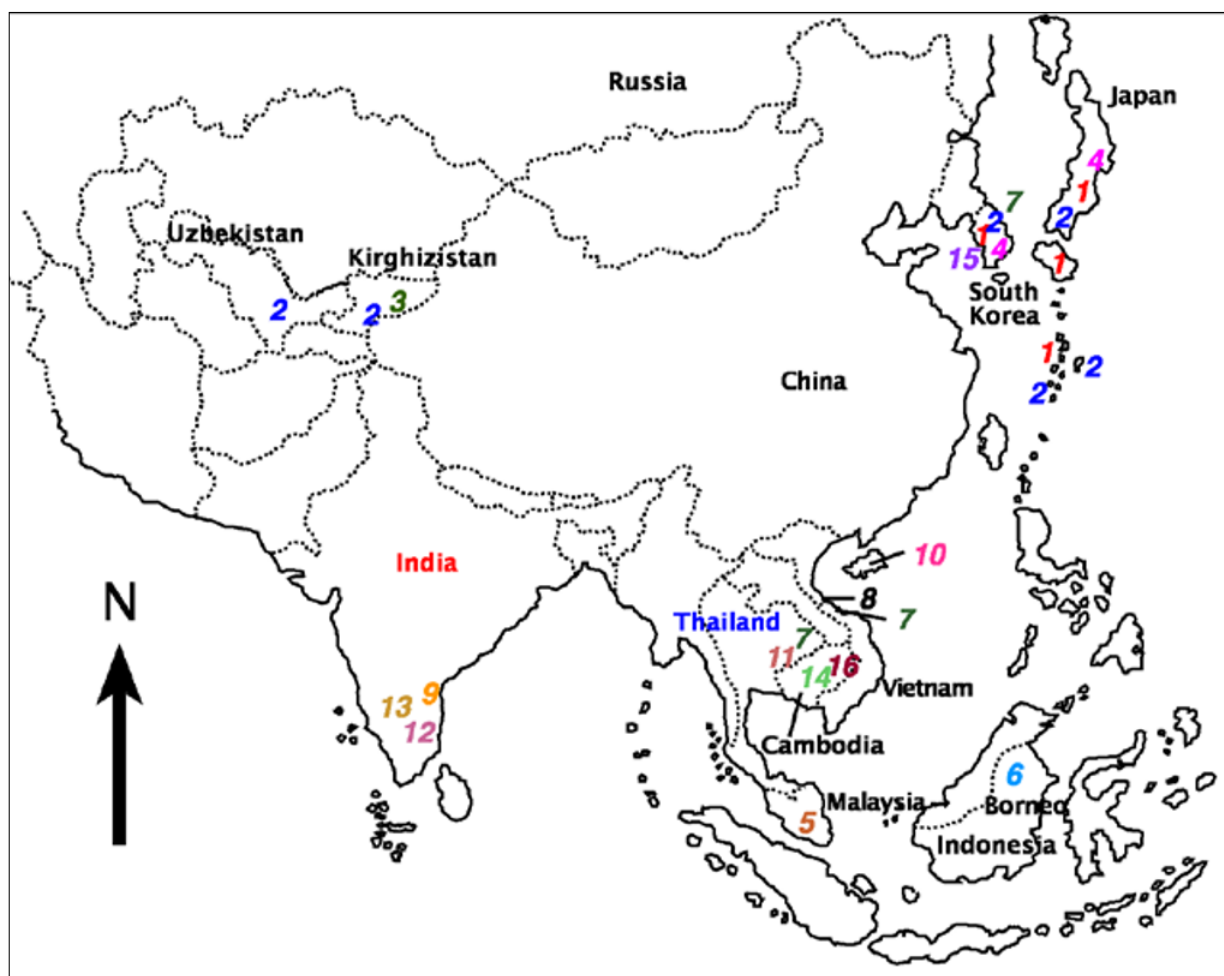 Russia
Japan
4
1
7
2
2
1
4
15
1
Uzbekistan
Kirghizistan
South
Korea
2
2
3
1
2
2
China
India
10
8
7
N
Thailand
7
11
14
16
Vietnam
13
9
12
Cambodia
6
Malaysia
Borneo
5
Indonesia